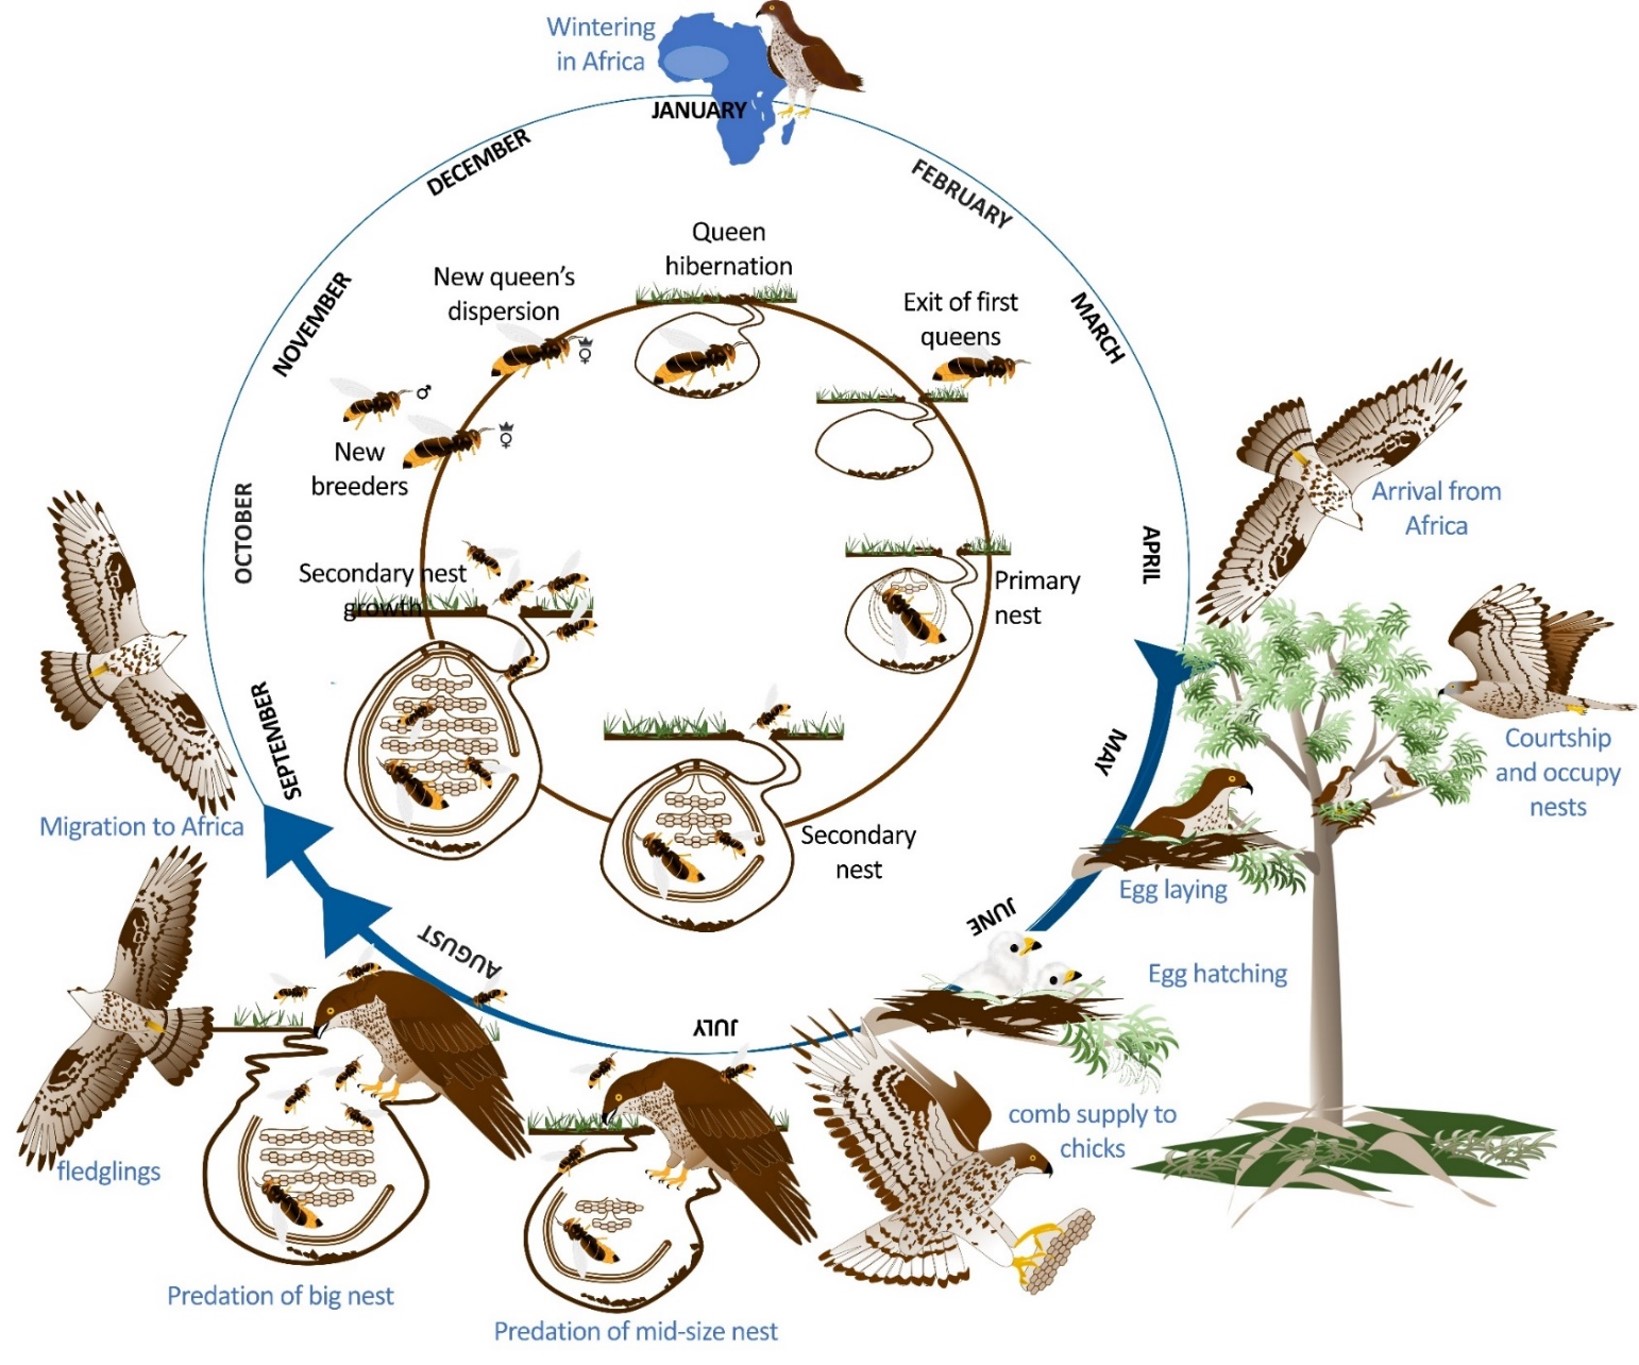 Wintering
in Africa
JANUARY
FEBRUARY
MARCH
APRIL
MAY
JUNE
JULY
AUGUST
SEPTEMBER
OCTOBER
NOVEMBER
DECEMBER
Queen
hibernation
Exit of first
queens
Primary
nest
Secondary
nest
Secondary nest
growth
New
breeders
New queen’s
dispersion
Arrival from
Africa
Courtship
and occupy
nests
Egg laying
Egg hatching
comb supply to
chicks
Predation of mid-size nest
Predation of big nest
fledglings
Migration to Africa